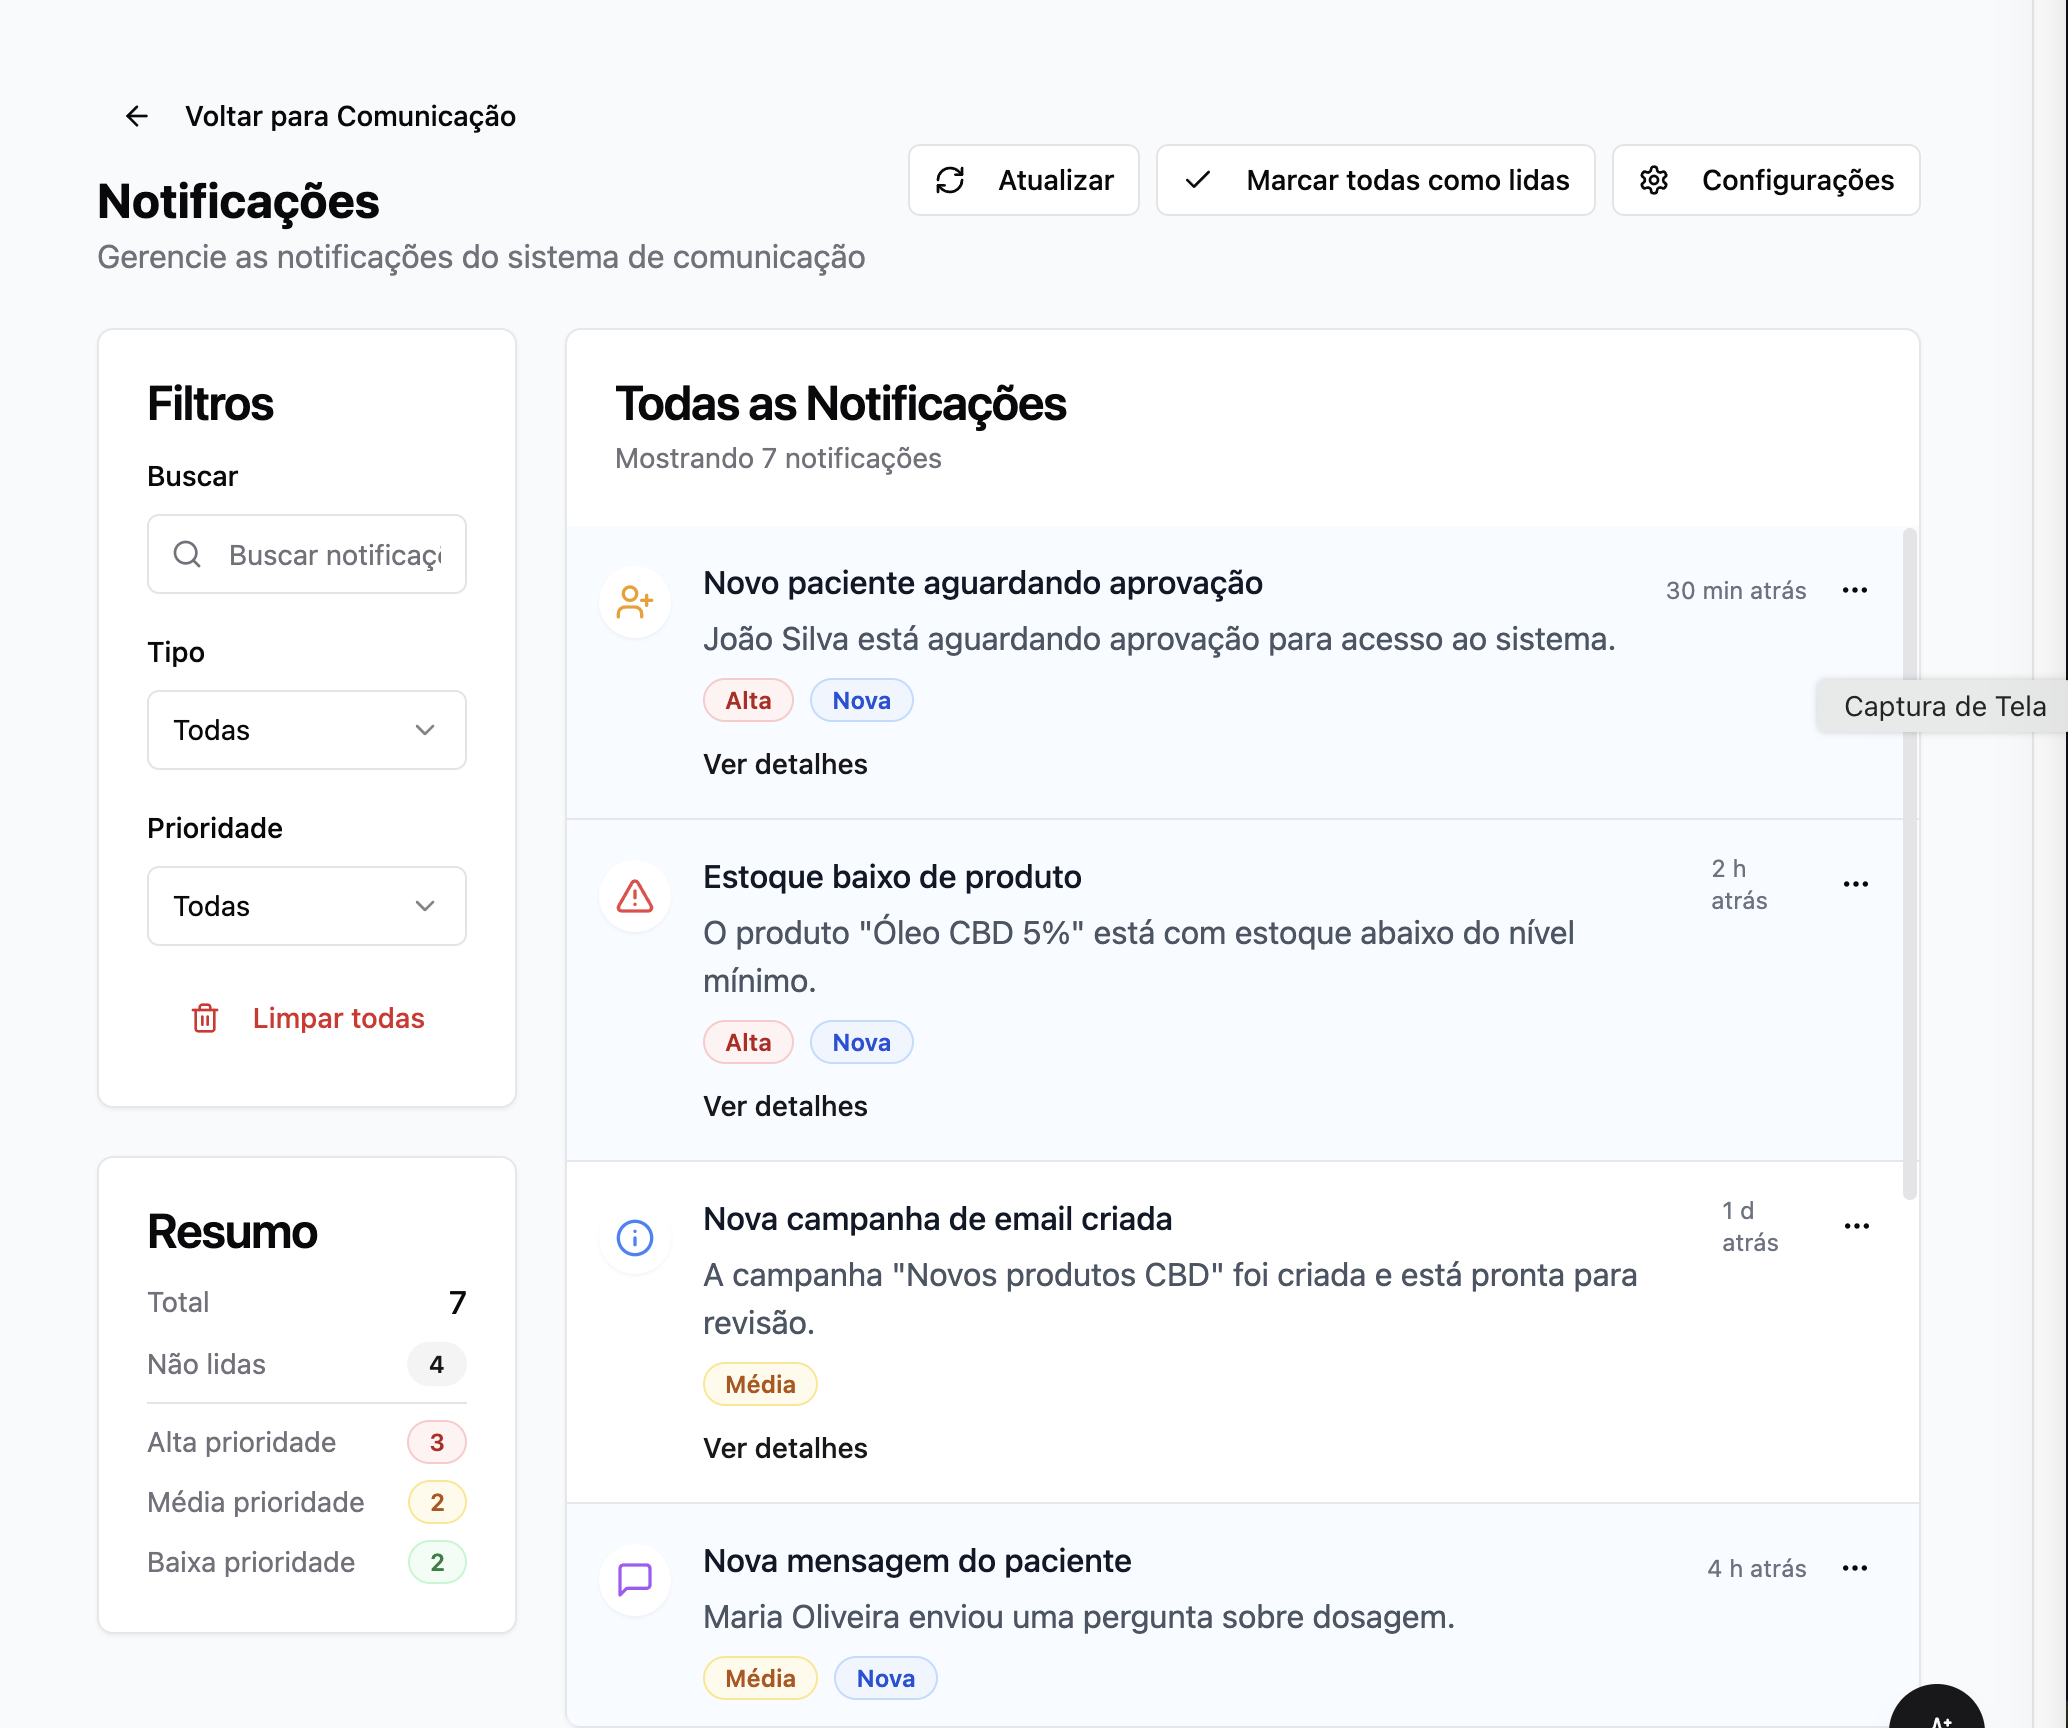 Voltar para Comunicação
Notificações
Gerencie as notificações do sistema de comunicação
Atualizar
Marcar todas como lidas
Configurações
Filtros
Buscar
Buscar notificaç
Tipo
Todas
Prioridade
Todas
Limpar todas
Resumo
Total 7
Não lidas 4
Alta prioridade 3
Média prioridade 2
Baixa prioridade 2
Todas as Notificações
Mostrando 7 notificações
Novo paciente aguardando aprovação
30 min atrás
João Silva está aguardando aprovação para acesso ao sistema.
Alta Nova
Ver detalhes
Captura de Tela
Estoque baixo de produto
2 h
atrás
O produto "Óleo CBD 5%" está com estoque abaixo do nível
mínimo.
Alta Nova
Ver detalhes
Nova campanha de email criada
1 d
atrás
A campanha "Novos produtos CBD" foi criada e está pronta para
revisão.
Média
Ver detalhes
Nova mensagem do paciente
4 h atrás
Maria Oliveira enviou uma pergunta sobre dosagem.
Média Nova